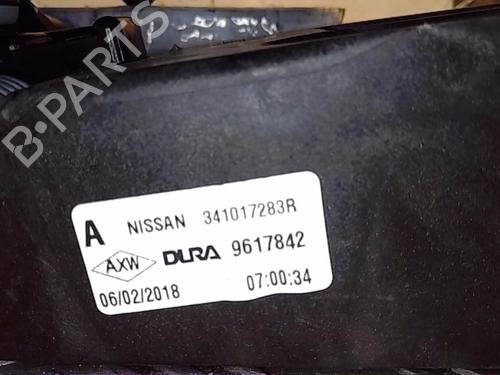 B-PARTS
A NISSAN 341017283R
AXW DURA 9617842
06/02/2018 07:00:34